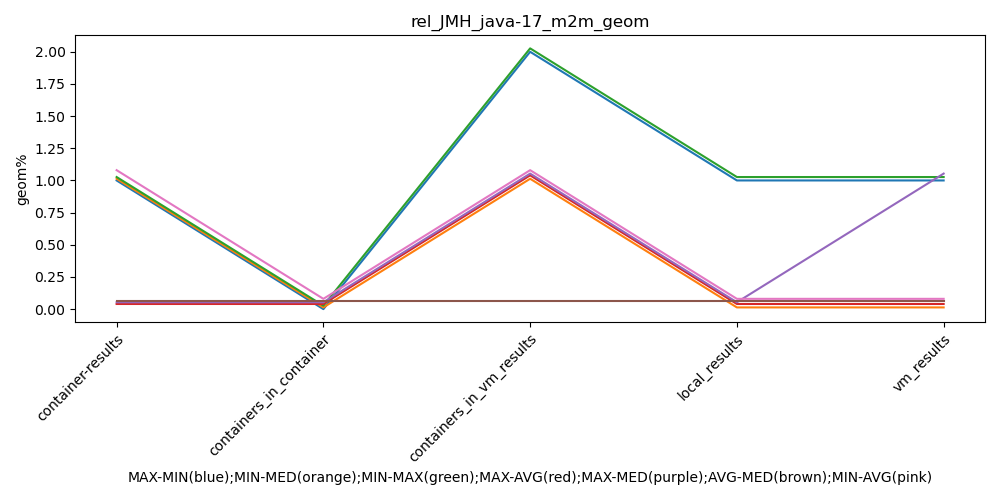 rel_JMH_java-17_m2m_geom
geom%
2.00
1.75
1.50
1.25
1.00
0.75
0.50
0.25
0.00
container-results
containers_in_container
containers_in_vm_results
local_results
vm_results
MAX-MIN(blue);MIN-MED(orange);MIN-MAX(green);MAX-AVG(red);MAX-MED(purple);AVG-MED(brown);MIN-AVG(pink)